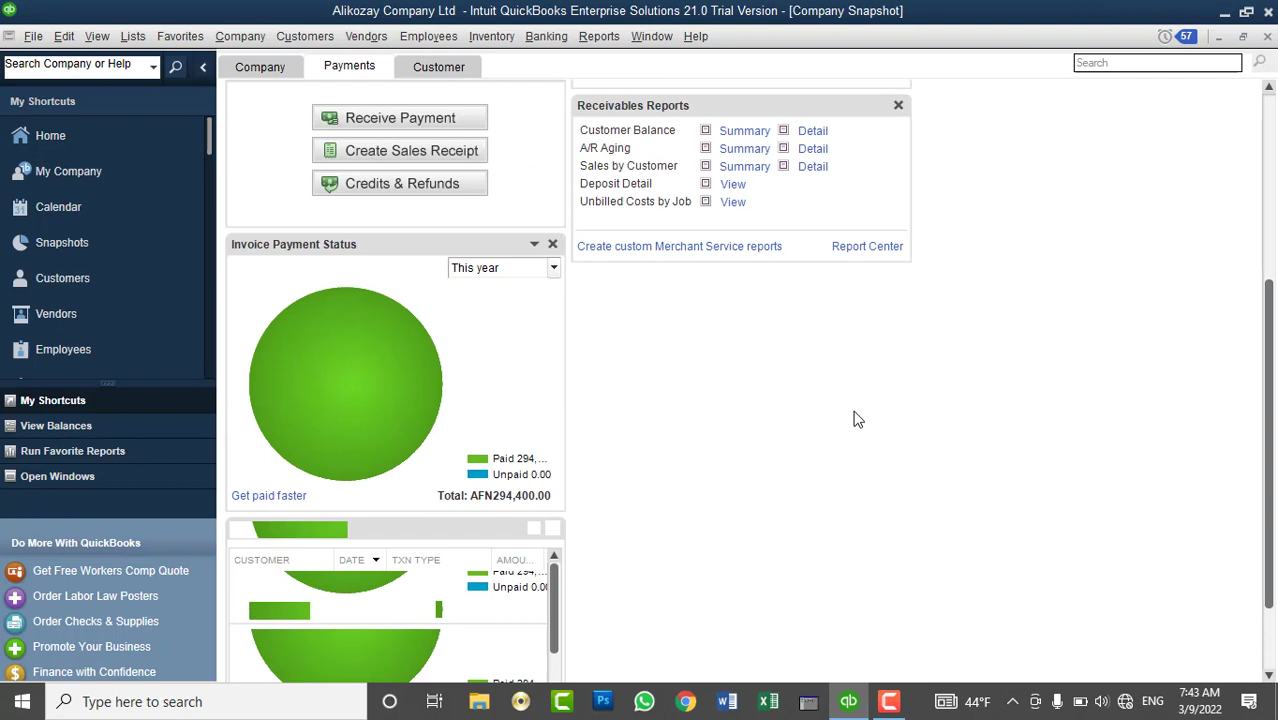 Alikozay Company Ltd - Intuit QuickBooks Enterprise Solutions 21.0 Trial Version - [Company Snapshot]
File Edit View Lists Favorites Company Customers Vendors Employees Inventory Banking Reports Window Help 57
Search Company or Help
Company Payments Customer Search
My Shortcuts
Home
My Company
Calendar
Snapshots
Customers
Vendors
Employees
My Shortcuts
View Balances
Run Favorite Reports
Open Windows
Do More With QuickBooks
Get Free Workers Comp Quote
Order Labor Law Posters
Order Checks & Supplies
Promote Your Business
Finance with Confidence
Receive Payment
Create Sales Receipt
Credits & Refunds
Invoice Payment Status
This year
Paid 294,...
Unpaid 0.00
Get paid faster Total: AFN294,400.00
CUSTOMER DATE TXN TYPE AMOU...
Paid 294,...
Unpaid 0.00
Receivables Reports
Customer Balance Summary Detail
A/R Aging Summary Detail
Sales by Customer Summary Detail
Deposit Detail View
Unbilled Costs by Job View
Create custom Merchant Service reports Report Center
Type here to search
44°F ENG 7:43 AM
3/9/2022